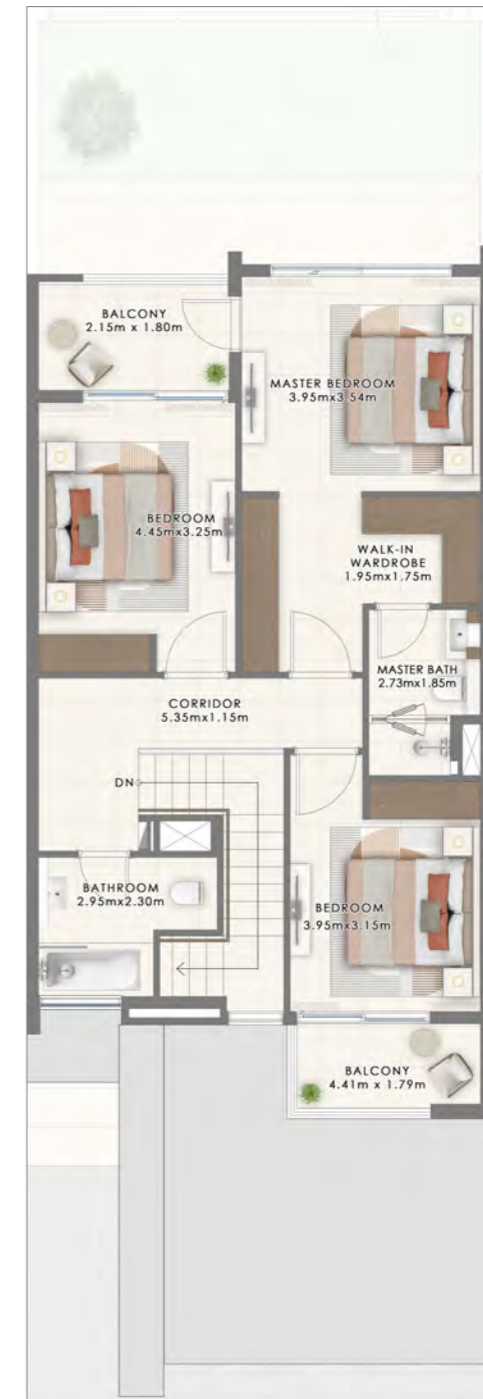 BALCONY
2.15m x 1.80m
MASTER BEDROOM
3.95mx3.54m
BEDROOM
4.45mx3.25m
WALK-IN
WARDROBE
1.95mx1.75m
MASTER BATH
2.73mx1.85m
CORRIDOR
5.35mx1.15m
DN
BATHROOM
2.95mx2.30m
BEDROOM
3.95mx3.15m
BALCONY
4.41m x 1.79m